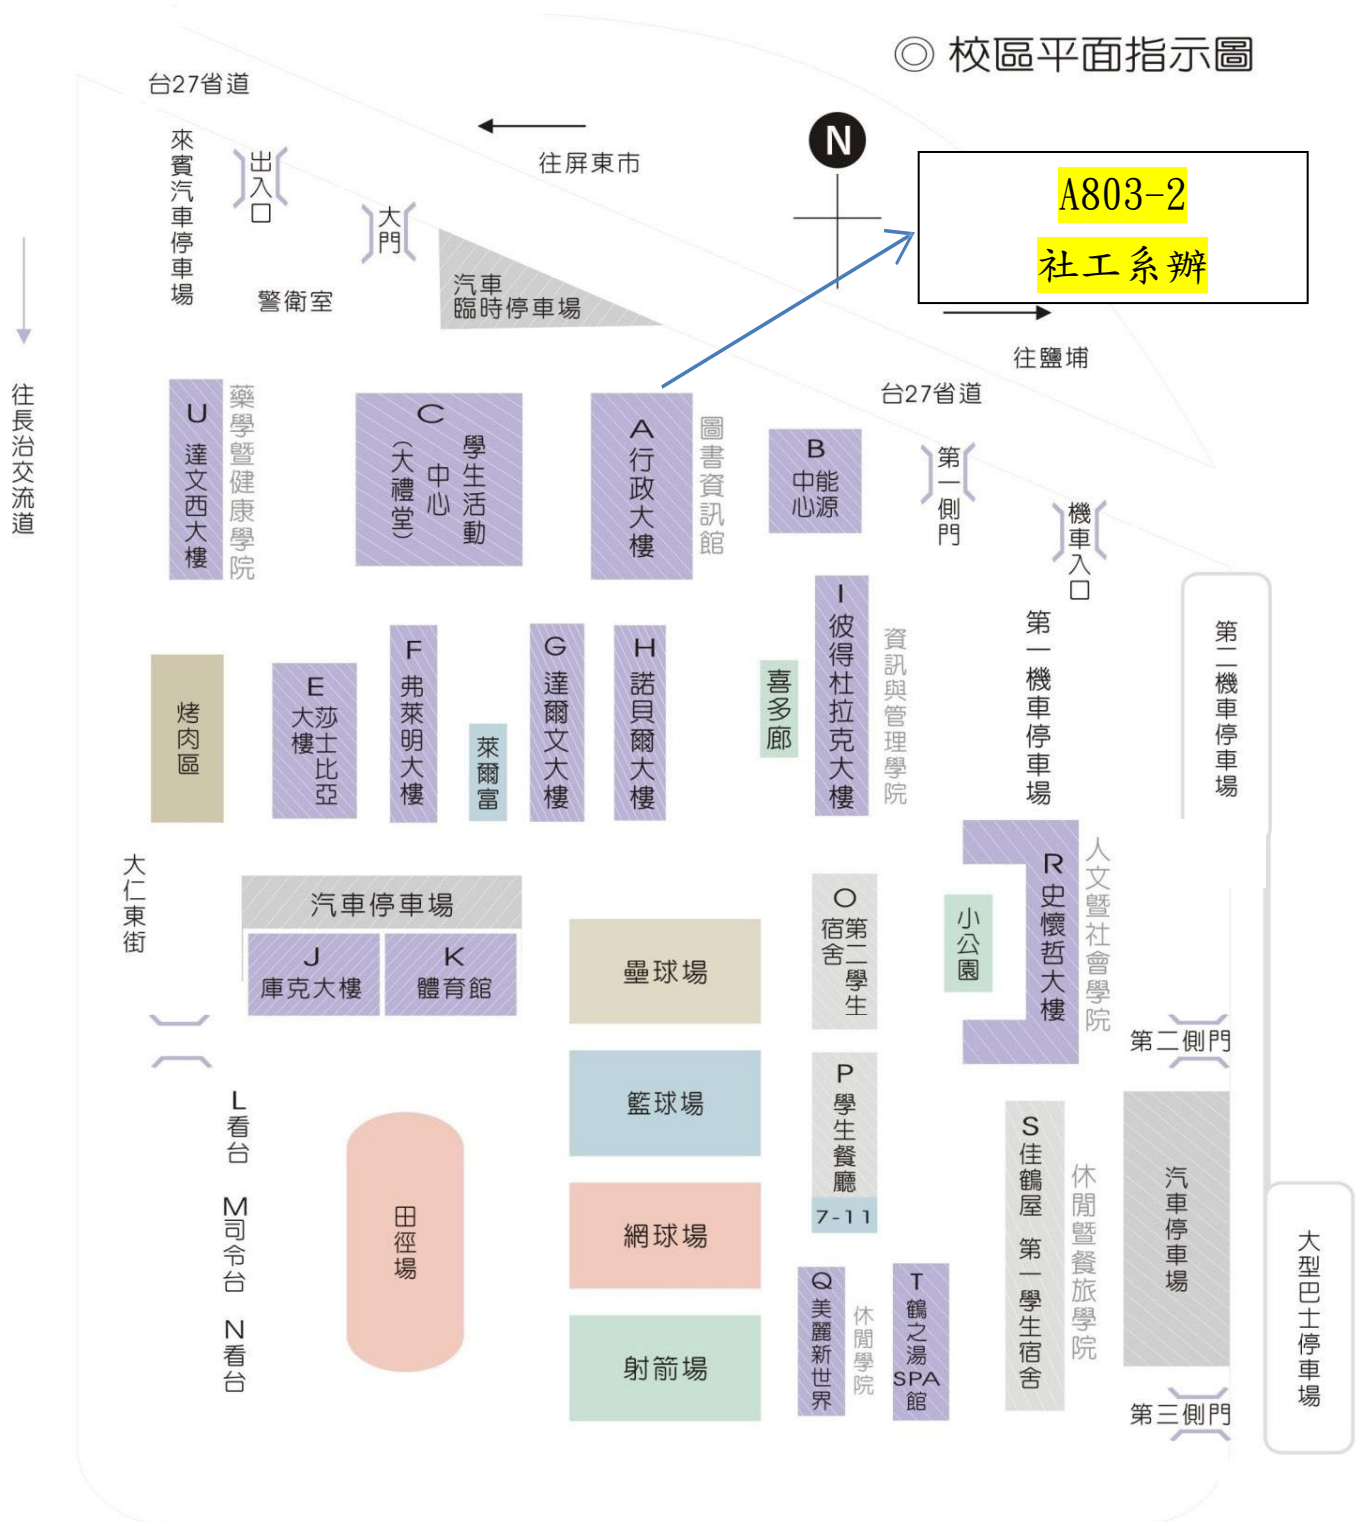 ◎ 校區平面指示圖
台27省道
往屏東市
N
A803-2
社工系辦
來賓汽車停車場
出入口
大門
汽車
臨時停車場
警衛室
往鹽埔
台27省道
往長治交流道
U
達文西大樓
藥學暨健康學院
C
學生活動
中心
(大禮堂)
A
行政大樓
圖書資訊館
B
能源
中心
第一側門
機車入口
烤肉區
E
莎士比亞
大樓
F
弗萊明大樓
萊爾富
G
達爾文大樓
H
諾貝爾大樓
喜多廊
I
彼得杜拉克大樓
資訊與管理學院
第一機車停車場
第二機車停車場
大仁東街
汽車停車場
J
庫克大樓
K
體育館
壘球場
O
第二學生
宿舍
小公園
R
史懷哲大樓
人文暨社會學院
第二側門
L
看台
M
司令台
N
看台
田徑場
籃球場
網球場
射箭場
P
學生餐廳
7-11
Q
美麗新世界
休閒學院
T
鶴之湯
SPA
館
S
佳鶴屋 第一學生宿舍
休閒暨餐旅學院
汽車停車場
第三側門
大型巴士停車場